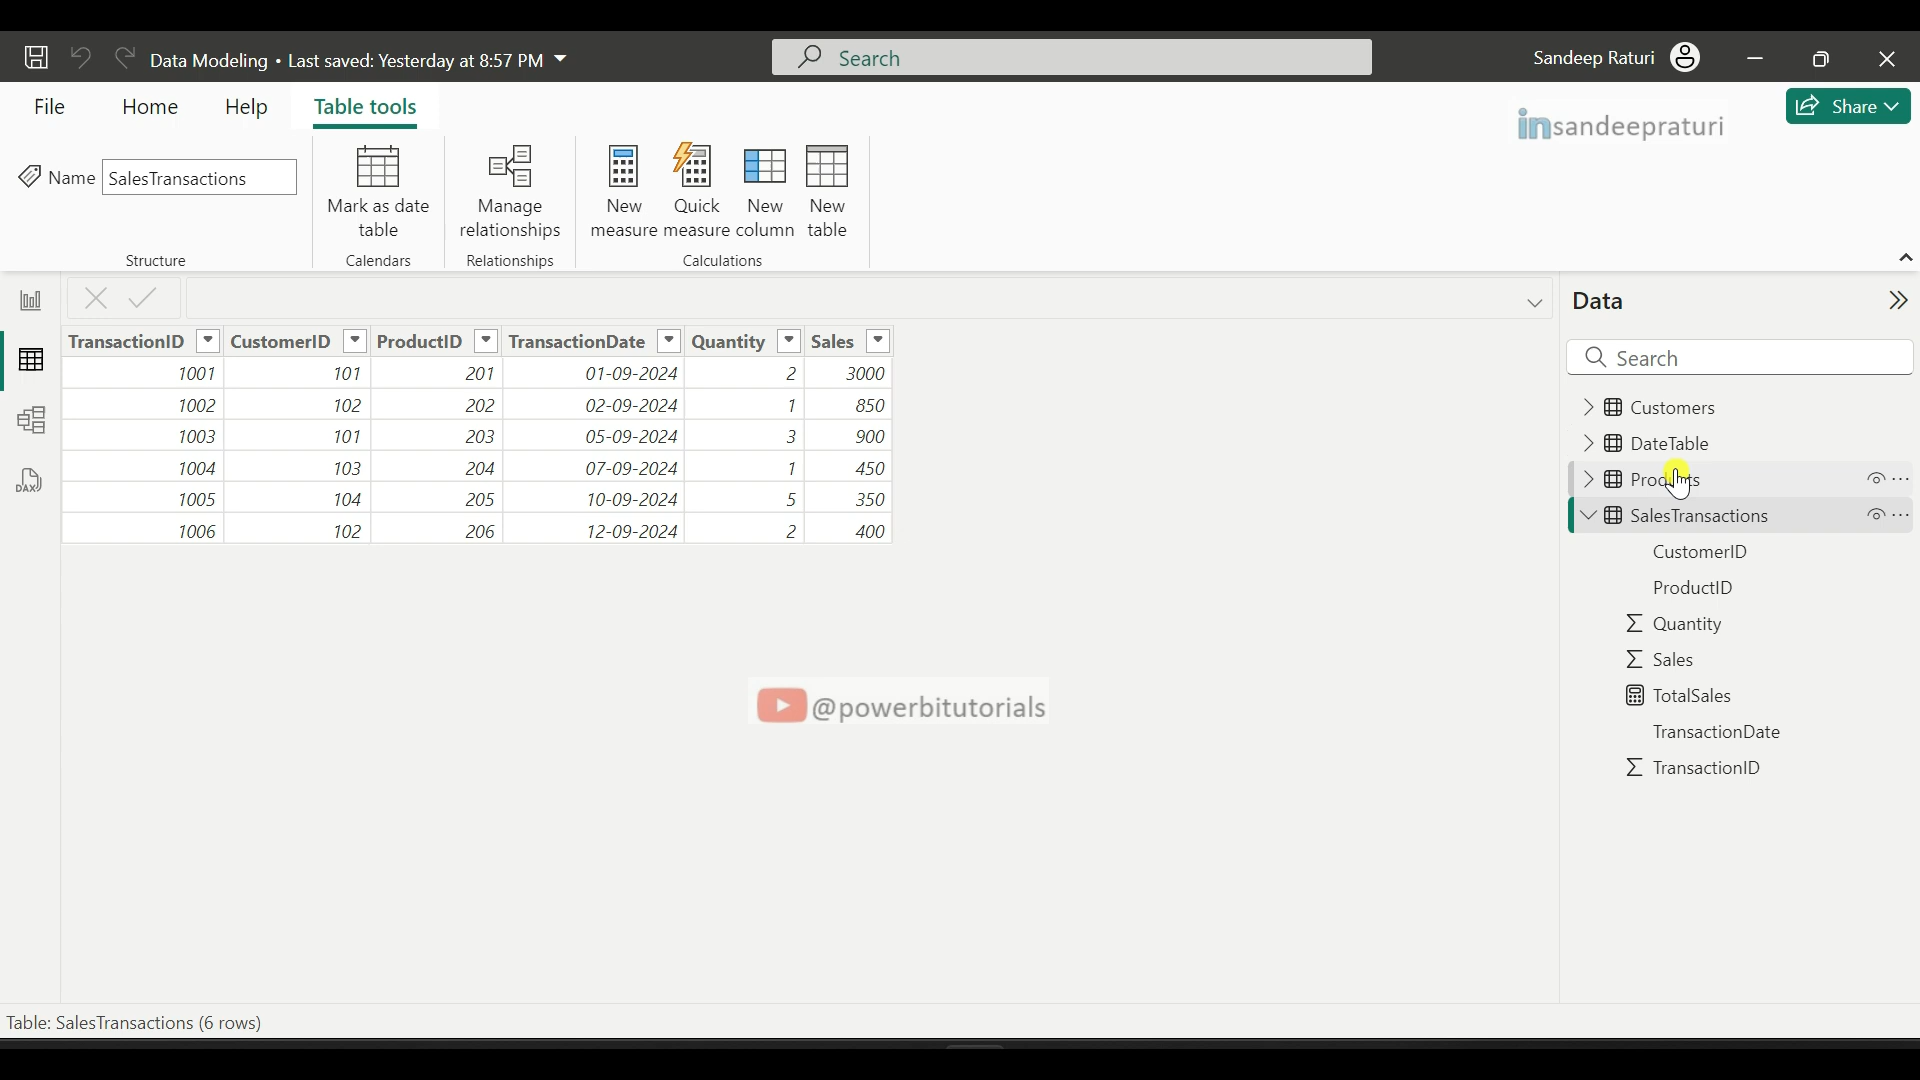 Data Modeling • Last saved: Yesterday at 8:57 PM
Search
Sandeep Raturi
File Home Help Table tools
insandeepraturi
Share
Name SalesTransactions
Mark as date table
Manage relationships
New measure
Quick measure
New column
New table
Structure
Calendars
Relationships
Calculations
Data
Search
TransactionID CustomerID ProductID TransactionDate Quantity Sales
1001 101 201 01-09-2024 2 3000
1002 102 202 02-09-2024 1 850
1003 101 203 05-09-2024 3 900
1004 103 204 07-09-2024 1 450
1005 104 205 10-09-2024 5 350
1006 102 206 12-09-2024 2 400
DAX
Customers
DateTable
Products
SalesTransactions
CustomerID
ProductID
Σ Quantity
Σ Sales
TotalSales
TransactionDate
Σ TransactionID
@powerbitutorials
Table: SalesTransactions (6 rows)